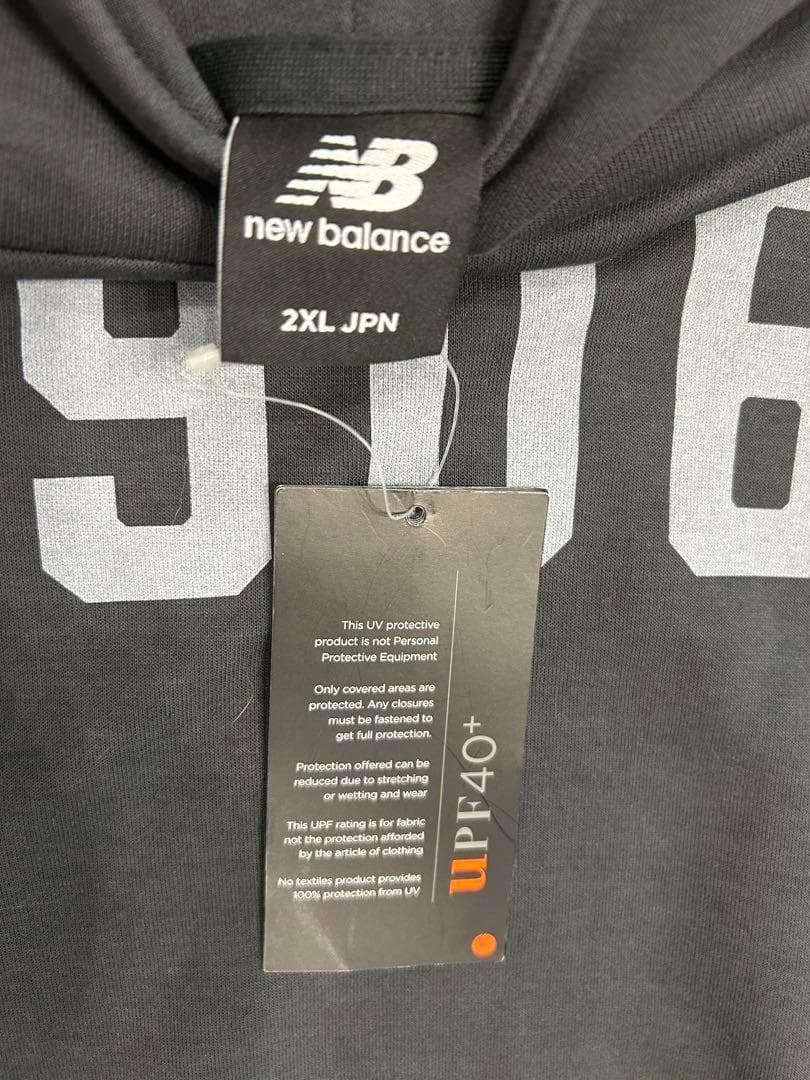 NB
new balance
2XL JPN
906
This UV protective
product is not Personal
Protective Equipment
Only covered areas are
protected. Any closures
must be fastened to
get full protection.
Protection offered can be
reduced due to stretching
or wetting and wear
This UPF rating is for fabric
not the protection afforded
by the article of clothing
No textiles product provides
100% protection from UV
uPF40+